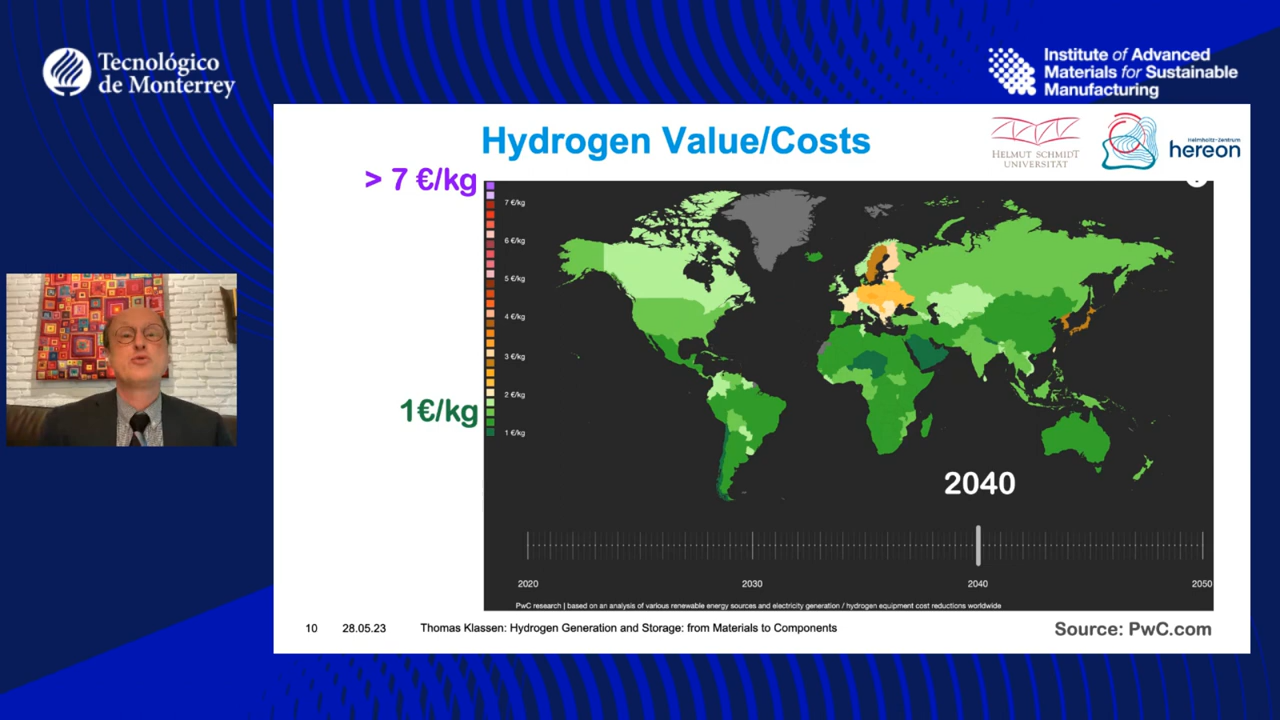 Tecnológico
de Monterrey
Institute of Advanced
Materials for Sustainable
Manufacturing
Hydrogen Value/Costs
HELMUT SCHMIDT
UNIVERSITÄT
Helmholtz-Zentrum
hereon
> 7 €/kg
7 €/kg
6 €/kg
5 €/kg
4 €/kg
3 €/kg
2 €/kg
1€/kg
1 €/kg
2040
2020
2030
2040
2050
PwC research | based on an analysis of various renewable energy sources and electricity generation / hydrogen equipment cost reductions worldwide
10
28.05.23
Thomas Klassen: Hydrogen Generation and Storage: from Materials to Components
Source: PwC.com